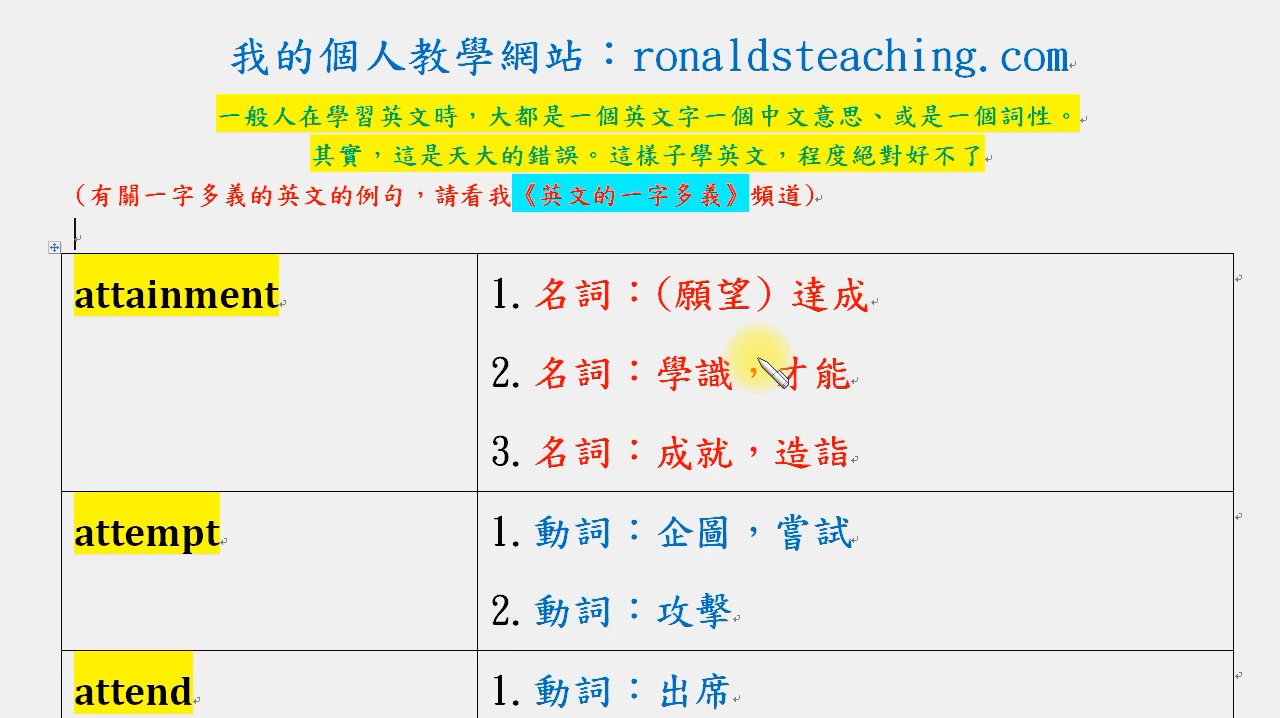 我的個人教學網站：ronaldsteaching.com
一般人在學習英文時，大都是一個英文字一個中文意思、或是一個詞性。
其實，這是天大的錯誤。這樣子學英文，程度絕對好不了
(有關一字多義的英文的例句，請看我《英文的一字多義》頻道)
attainment
1. 名詞：(願望) 達成
2. 名詞：學識，才能
3. 名詞：成就，造詣
attempt
1. 動詞：企圖，嘗試
2. 動詞：攻擊
attend
1. 動詞：出席